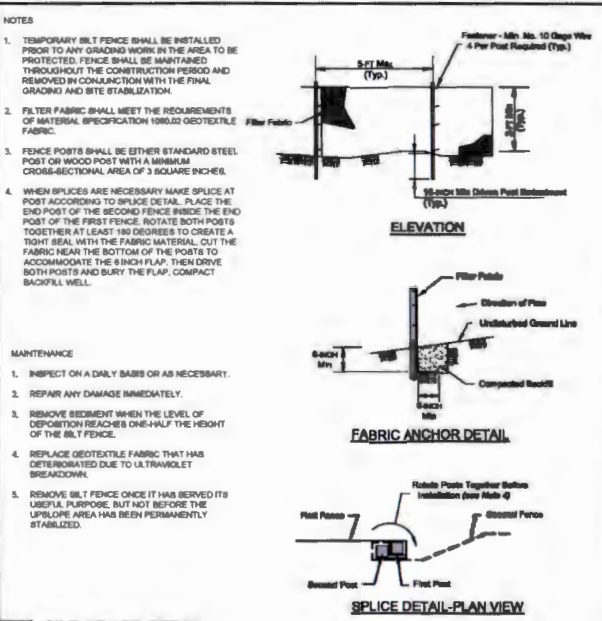 NOTES
1. TEMPORARY SILT FENCE SHALL BE INSTALLED
PRIOR TO ANY GRADING WORK IN THE AREA TO BE
PROTECTED. FENCE SHALL BE MAINTAINED
THROUGHOUT THE CONSTRUCTION PERIOD AND
REMOVED IN CONJUNCTION WITH THE FINAL
GRADING AND SITE STABILIZATION.
2. FILTER FABRIC SHALL MEET THE REQUIREMENTS
OF MATERIAL SPECIFICATION 1080.02 GEOTEXTILE
FABRIC.
3. FENCE POSTS SHALL BE EITHER STANDARD STEEL
POST OR WOOD POST WITH A MINIMUM
CROSS-SECTIONAL AREA OF 3 SQUARE INCHES.
4. WHEN SPLICES ARE NECESSARY MAKE SPLICE AT
POST ACCORDING TO SPLICE DETAIL. PLACE THE
END POST OF THE SECOND FENCE INSIDE THE END
POST OF THE FIRST FENCE. ROTATE BOTH POSTS
TOGETHER AT LEAST 180 DEGREES TO CREATE A
TIGHT SEAL WITH THE FABRIC MATERIAL. CUT THE
FABRIC NEAR THE BOTTOM OF THE POSTS TO
ACCOMMODATE THE 6 INCH FLAP. THEN DRIVE
BOTH POSTS AND BURY THE FLAP. COMPACT
BACKFILL WELL.
MAINTENANCE
1. INSPECT ON A DAILY BASIS OR AS NECESSARY.
2. REPAIR ANY DAMAGE IMMEDIATELY.
3. REMOVE SEDIMENT WHEN THE LEVEL OF
DEPOSITION REACHES ONE-HALF THE HEIGHT
OF THE SILT FENCE.
4. REPLACE GEOTEXTILE FABRIC THAT HAS
DETERIORATED DUE TO ULTRAVIOLET
BREAKDOWN.
5. REMOVE SILT FENCE ONCE IT HAS SERVED ITS
USEFUL PURPOSE, BUT NOT BEFORE THE
UPSLOPE AREA HAS BEEN PERMANENTLY
STABILIZED.
Fastener - Min. No. 10 Gage Wire
4 Per Post Required (Typ.)
5-FT Max
(Typ.)
Filter Fabric
(Typ.)
Min Driven Post Embedment
(Typ.)
ELEVATION
Filter Fabric
Direction of Flow
Undisturbed Ground Line
6-INCH
Min
Compacted Backfill
6-INCH
Min
FABRIC ANCHOR DETAIL
Rotate Posts Together Before
Installation (see Note 4)
First Fence
Second Fence
Second Post
First Post
SPLICE DETAIL-PLAN VIEW